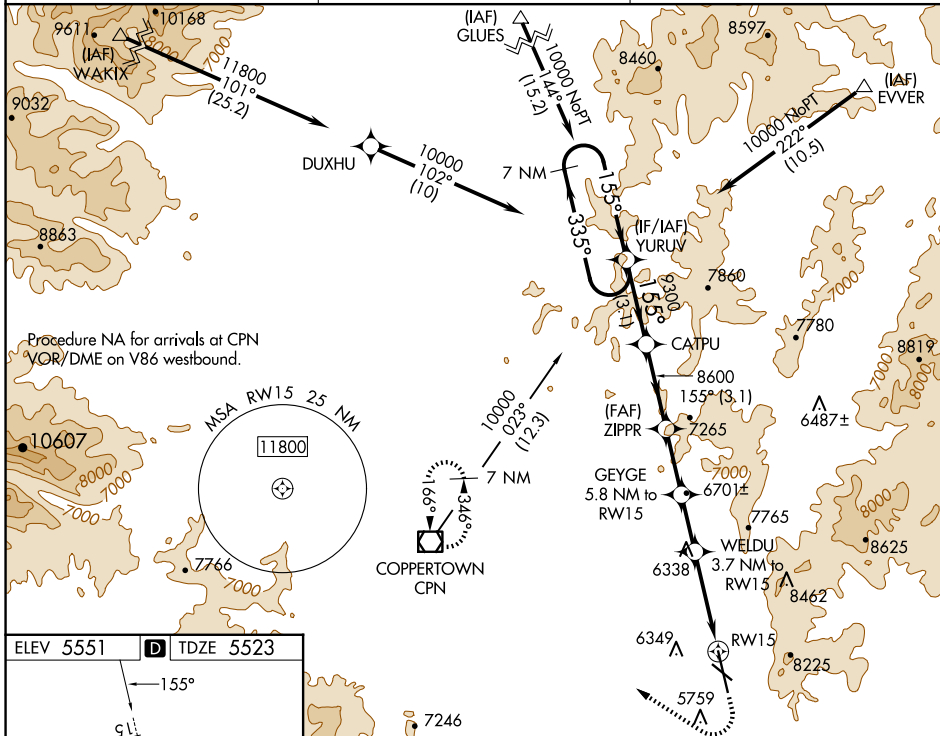 9611
10168
8000
7000
(IAF)
WAKIX
11800
101°
(25.2)
(IAF)
GLUES
10000 NoPT
144°
(15.2)
8460
8597
(IAF)
EVVER
10000 NoPT
222°
(10.5)
9032
DUXHU
10000
102°
(10)
7 NM
155°
335°
(IF/IAF)
YURUV
8863
9300
155°
(3.1)
7860
7000
7780
8819
7000
8000
Procedure NA for arrivals at CPN
VOR/DME on V86 westbound.
CATPU
8600
155° (3.1)
MSA RW15 25 NM
11800
10000
023°
(12.3)
(FAF)
ZIPPR
7265
6487±
10607
8000
7000
7000
7 NM
166°
346°
GEYGE
5.8 NM to
RW15
6701±
7000
8000
7765
8625
COPPERTOWN
CPN
7766
7000
6338
WELDU
3.7 NM to
RW15
8462
6349
RW15
8225
5759
ELEV 5551
D
TDZE 5523
155°
15
7246